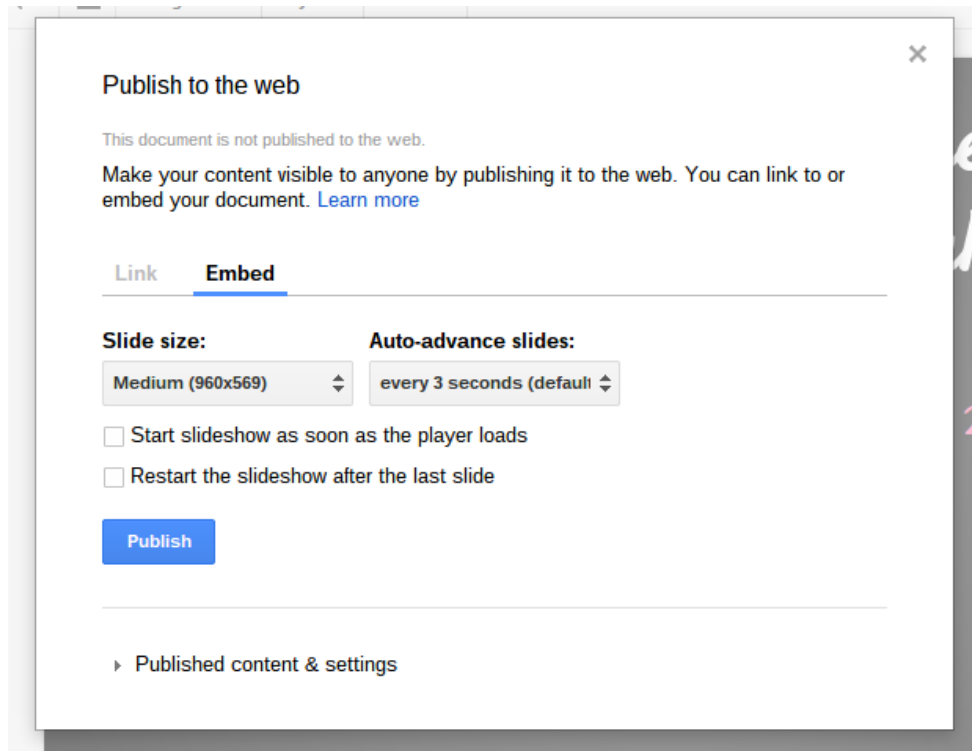 Publish to the web
This document is not published to the web.
Make your content visible to anyone by publishing it to the web. You can link to or
embed your document. Learn more
Link Embed
Slide size: Auto-advance slides:
Medium (960x569) every 3 seconds (default
Start slideshow as soon as the player loads
Restart the slideshow after the last slide
Publish
Published content & settings